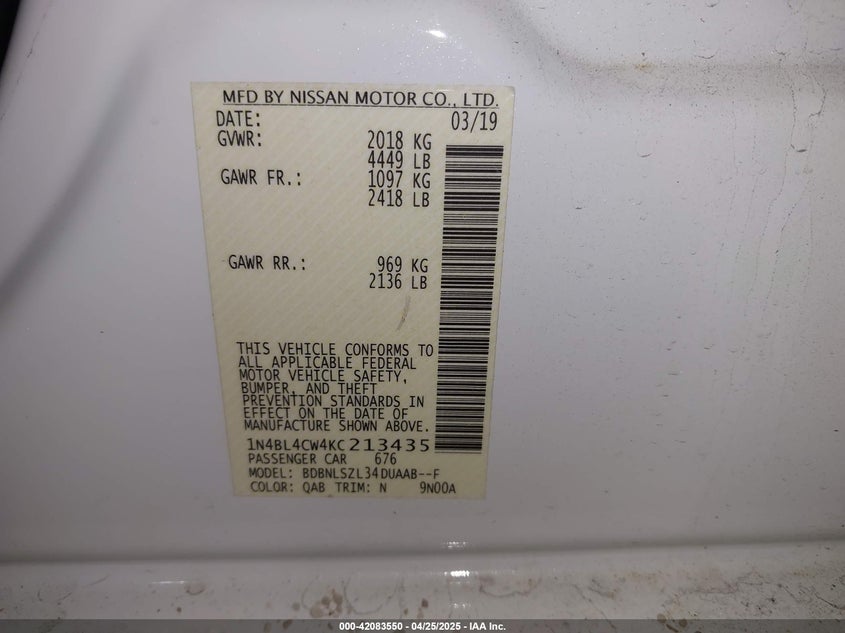 MFD BY NISSAN MOTOR CO., LTD.
DATE: 03/19
GVWR: 2018 KG
4449 LB
GAWR FR.: 1097 KG
2418 LB
GAWR RR.: 969 KG
2136 LB
THIS VEHICLE CONFORMS TO
ALL APPLICABLE FEDERAL
MOTOR VEHICLE SAFETY,
BUMPER, AND THEFT
PREVENTION STANDARDS IN
EFFECT ON THE DATE OF
MANUFACTURE SHOWN ABOVE.
1N4BL4CW4KC213435
PASSENGER CAR 676
MODEL: BDBNLSZL34DUAAB--F
COLOR: QAB TRIM: N 9N00A
000-42083550 - 04/25/2025 - IAA Inc.